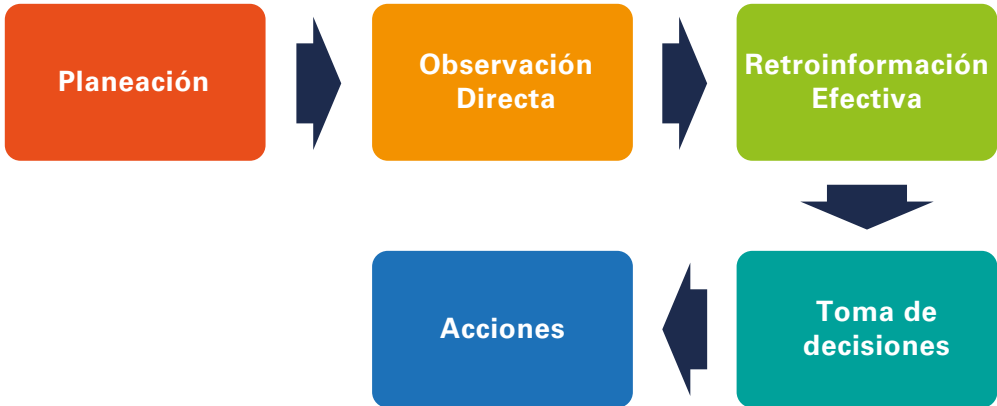 Planeación
Observación
Directa
Retroinformación
Efectiva
Toma de
decisiones
Acciones